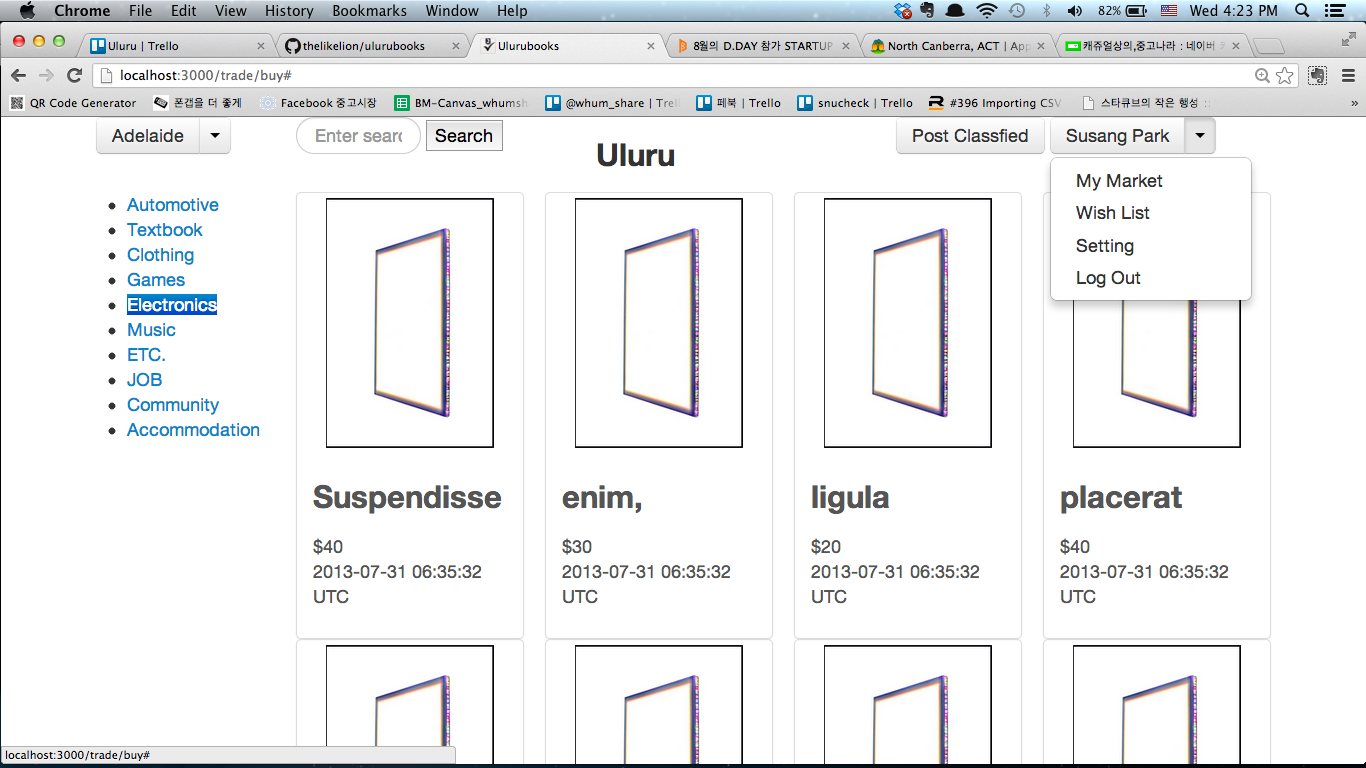 Chrome File Edit View History Bookmarks Window Help 82% Wed 4:23 PM
Uluru | Trello thelikelion/ulurubooks Ulurubooks 8월의 D.DAY 참가 STARTUP North Canberra, ACT | App 캐쥬얼상의,중고나라 : 네이버
localhost:3000/trade/buy#
QR Code Generator 폰갭을 더 좋게 Facebook 중고시장 BM-Canvas_whumsh @whum_share | Trel 페북 | Trello snucheck | Trello #396 Importing CSV 스타큐브의 작은 행성 ::
Adelaide Enter searc Search Uluru Post Classfied Susang Park
My Market
Wish List
Setting
Log Out
Automotive
Textbook
Clothing
Games
Electronics
Music
ETC.
JOB
Community
Accommodation
Suspendisse enim, ligula placerat
$40 $30 $20 $40
2013-07-31 06:35:32 2013-07-31 06:35:32 2013-07-31 06:35:32 2013-07-31 06:35:32
UTC UTC UTC UTC
localhost:3000/trade/buy#